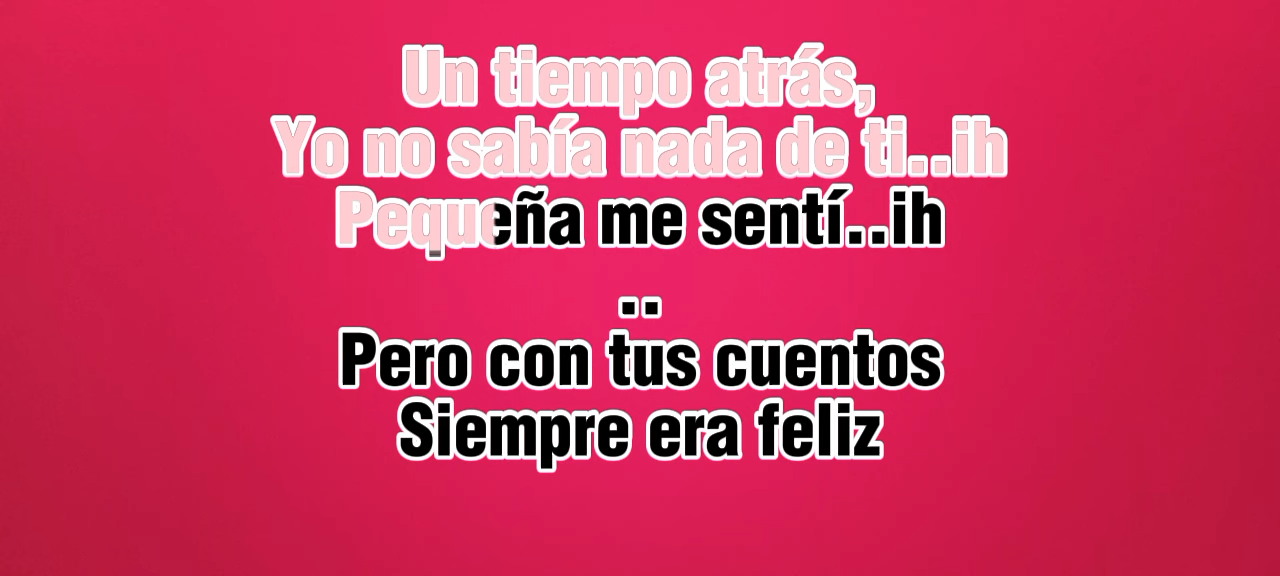 Un tiempo atrás,
Yo no sabía nada de ti..ih
Pequeña me sentí..ih
..
Pero con tus cuentos
Siempre era feliz